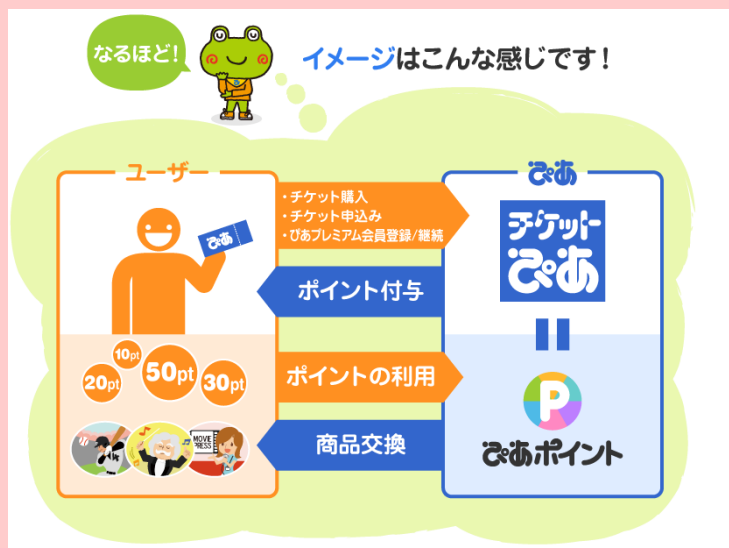 なるほど!
イメージはこんな感じです!
ユーザー
ぴあ
・チケット購入
・チケット申込み
・ぴあプレミアム会員登録/継続
ぴあ
チケット
ぴあ
ポイント付与
10pt
20pt
50pt
30pt
ポイントの利用
P
MOVIE
PRESS
商品交換
ぴあポイント